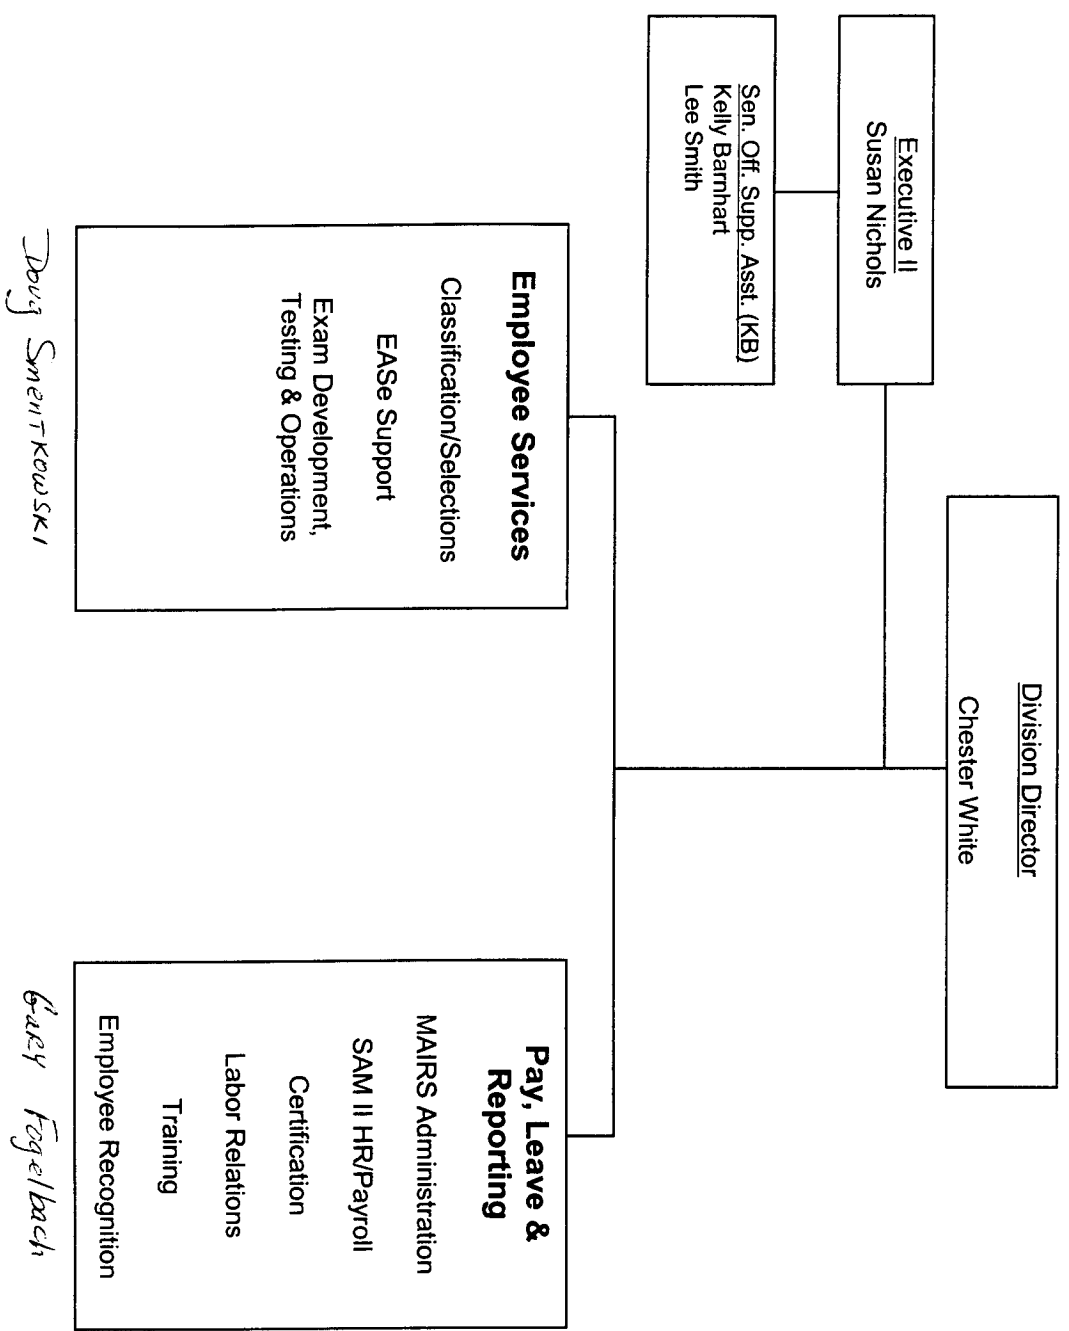 Division Director
Chester White
Executive II
Susan Nichols
Sen. Off. Supp. Asst. (KB)
Kelly Barnhart
Lee Smith
Employee Services
Classification/Selections
EASe Support
Exam Development,
Testing & Operations
Doug SmenTKowSKI
Pay, Leave &
Reporting
MAIRS Administration
SAM II HR/Payroll
Certification
Labor Relations
Training
Employee Recognition
GaRy Fogelbach